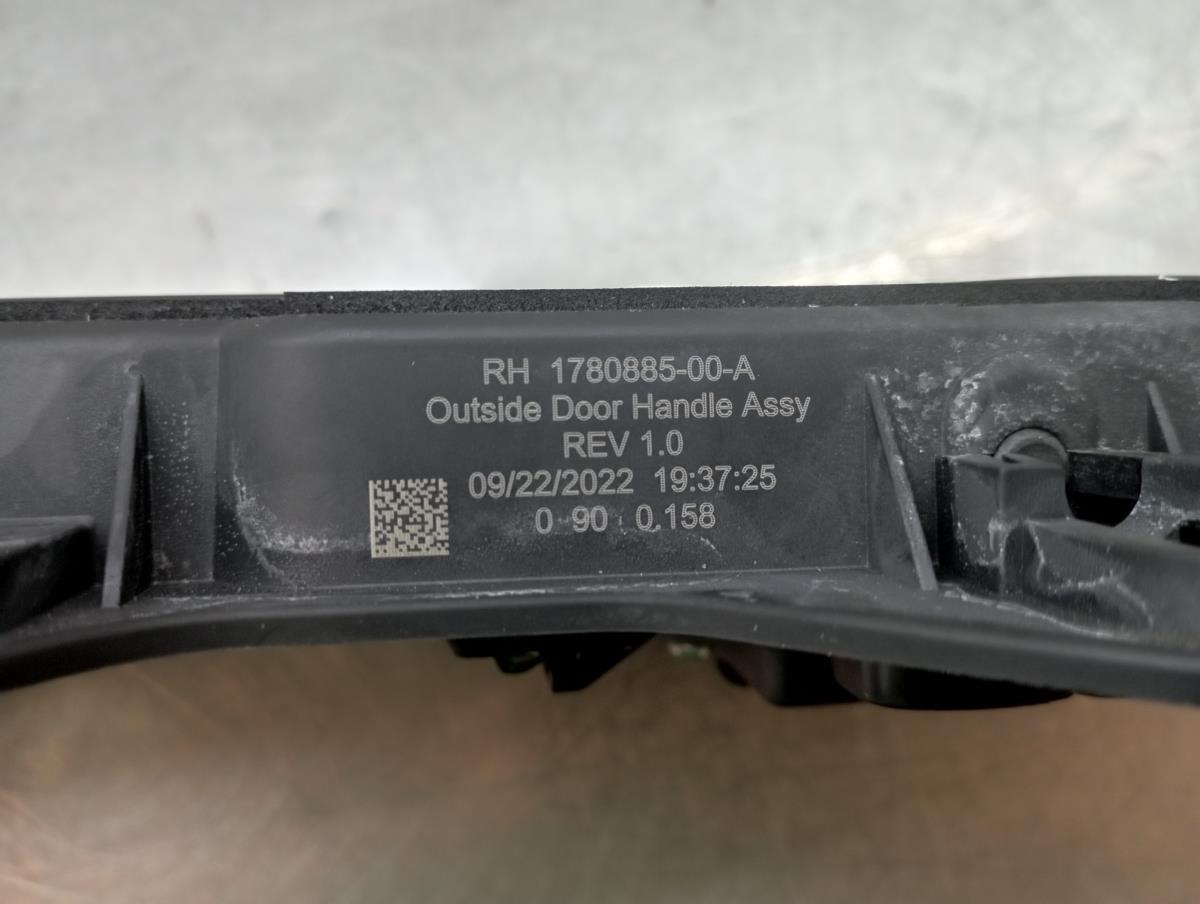 RH 1780885-00-A
Outside Door Handle Assy
REV 1.0
09/22/2022 19:37:25
0 90 0.158